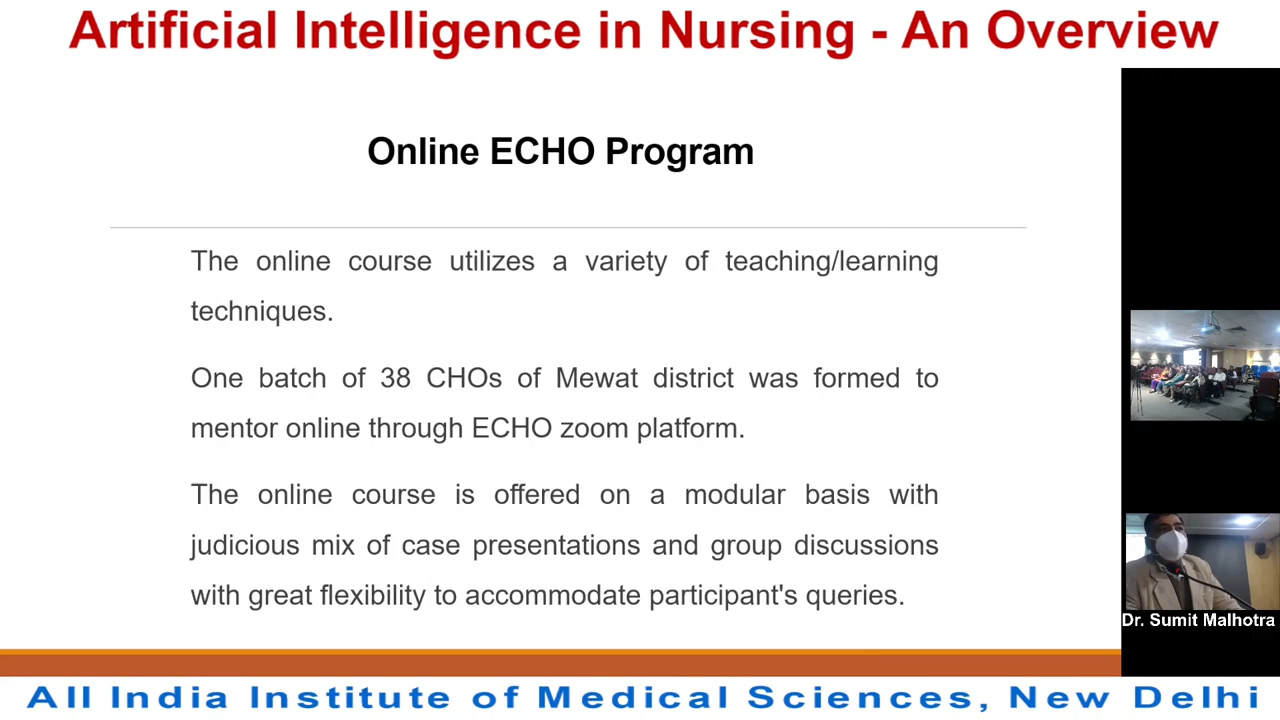 Artificial Intelligence in Nursing - An Overview
Online ECHO Program
The online course utilizes a variety of teaching/learning
techniques.
One batch of 38 CHOs of Mewat district was formed to
mentor online through ECHO zoom platform.
The online course is offered on a modular basis with
judicious mix of case presentations and group discussions
with great flexibility to accommodate participant's queries.
Dr. Sumit Malhotra
All India Institute of Medical Sciences, New Delhi